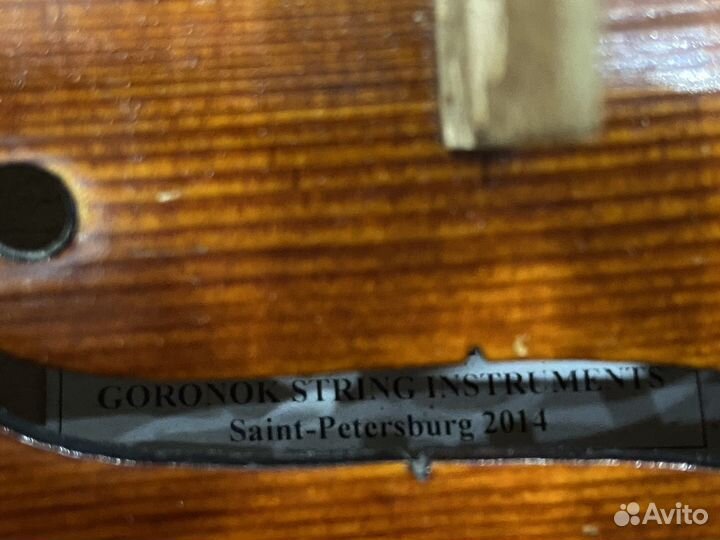 GORONOK STRING INSTRUMENTS
Saint-Petersburg 2014
Avito